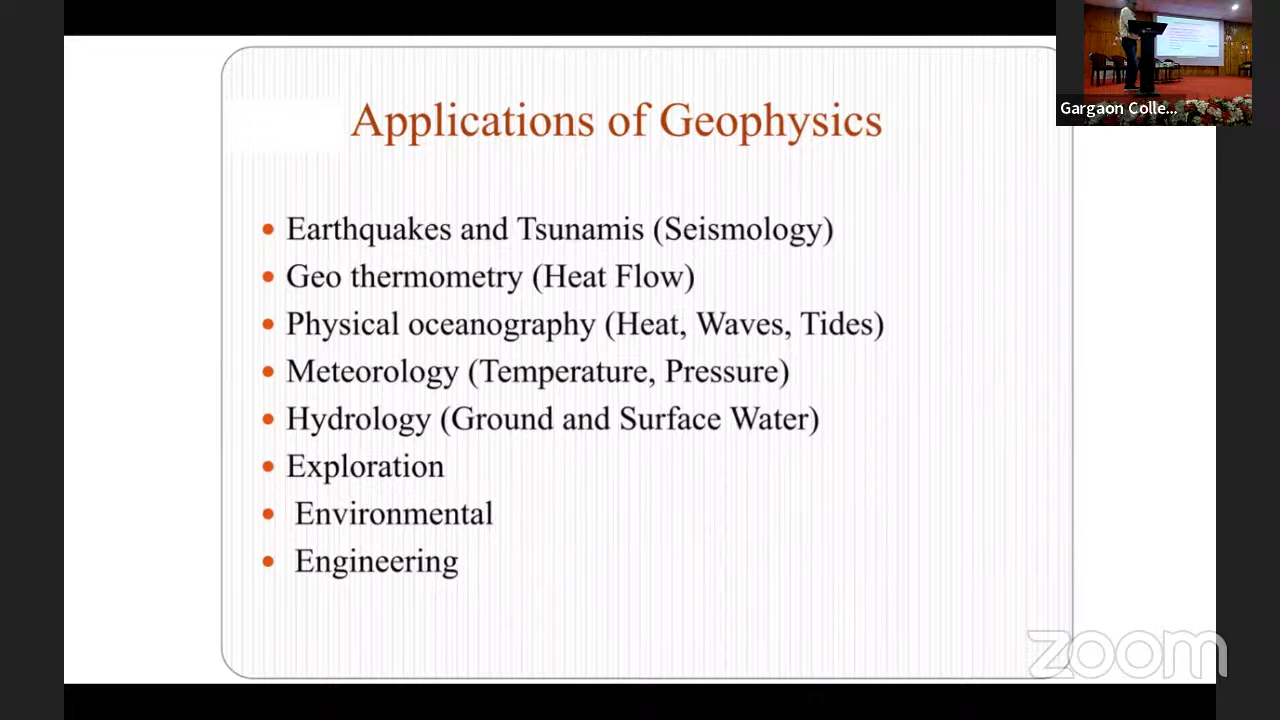 Applications of Geophysics
• Earthquakes and Tsunamis (Seismology)
• Geo thermometry (Heat Flow)
• Physical oceanography (Heat, Waves, Tides)
• Meteorology (Temperature, Pressure)
• Hydrology (Ground and Surface Water)
• Exploration
• Environmental
• Engineering
Gargaon Colle...
zoom